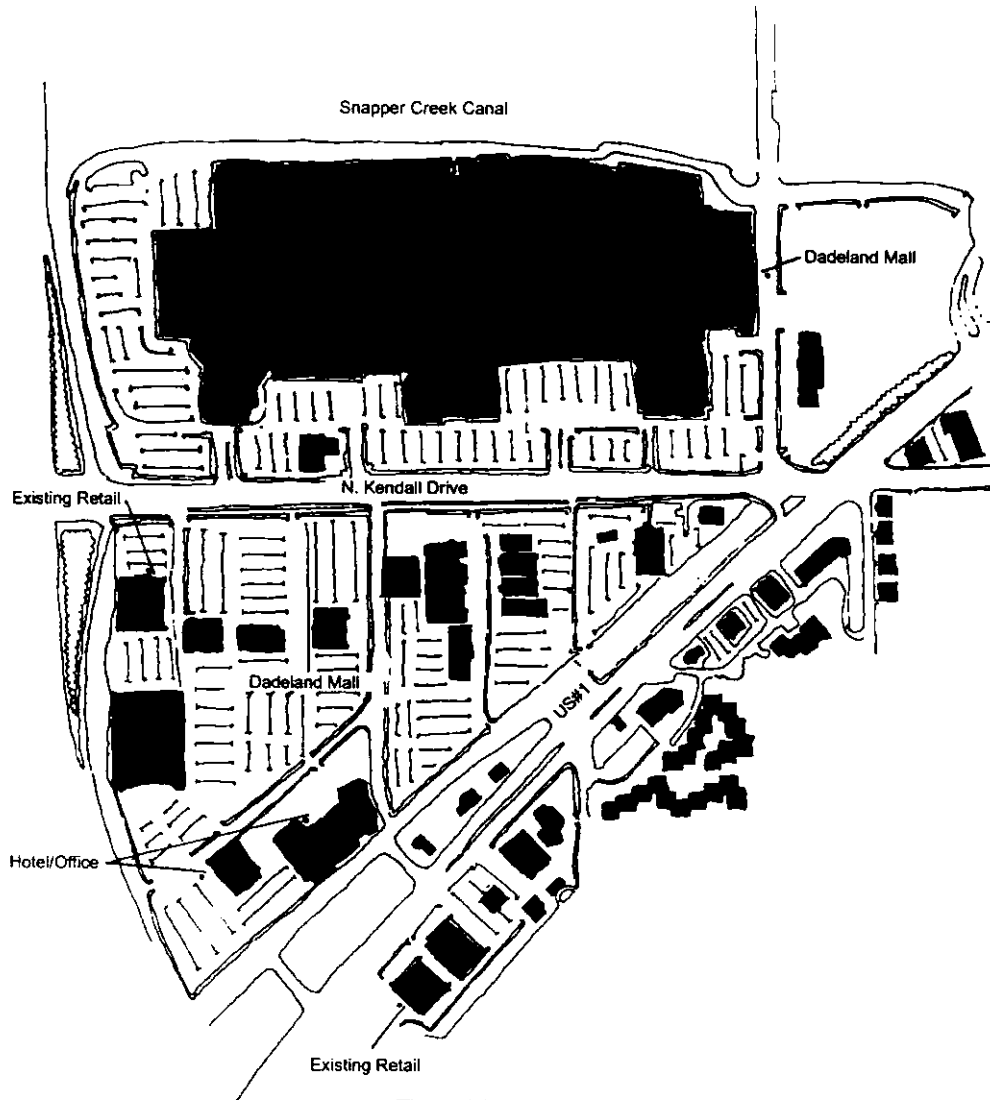 Snapper Creek Canal
Dadeland Mall
N. Kendall Drive
Existing Retail
Dadeland Mall
US#1
Hotel/Office
Existing Retail